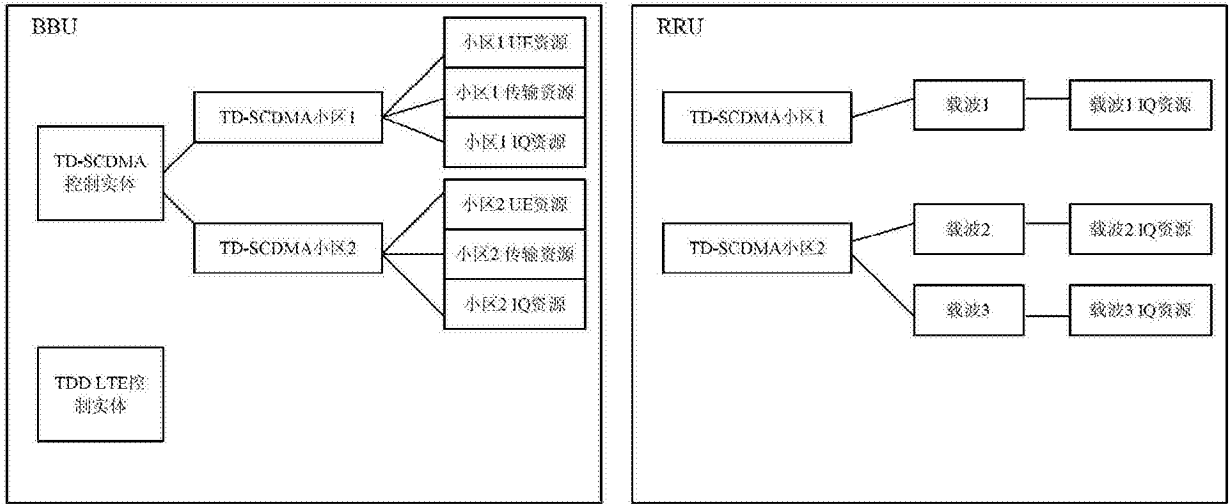 BBU
TD-SCDMA
控制实体
TD-SCDMA小区1
小区1 UE资源
小区1 传输资源
小区1 IQ资源
TD-SCDMA小区2
小区2 UE资源
小区2 传输资源
小区2 IQ资源
TDD LTE控
制实体
RRU
TD-SCDMA小区1
载波1
载波1 IQ资源
TD-SCDMA小区2
载波2
载波2 IQ资源
载波3
载波3 IQ资源